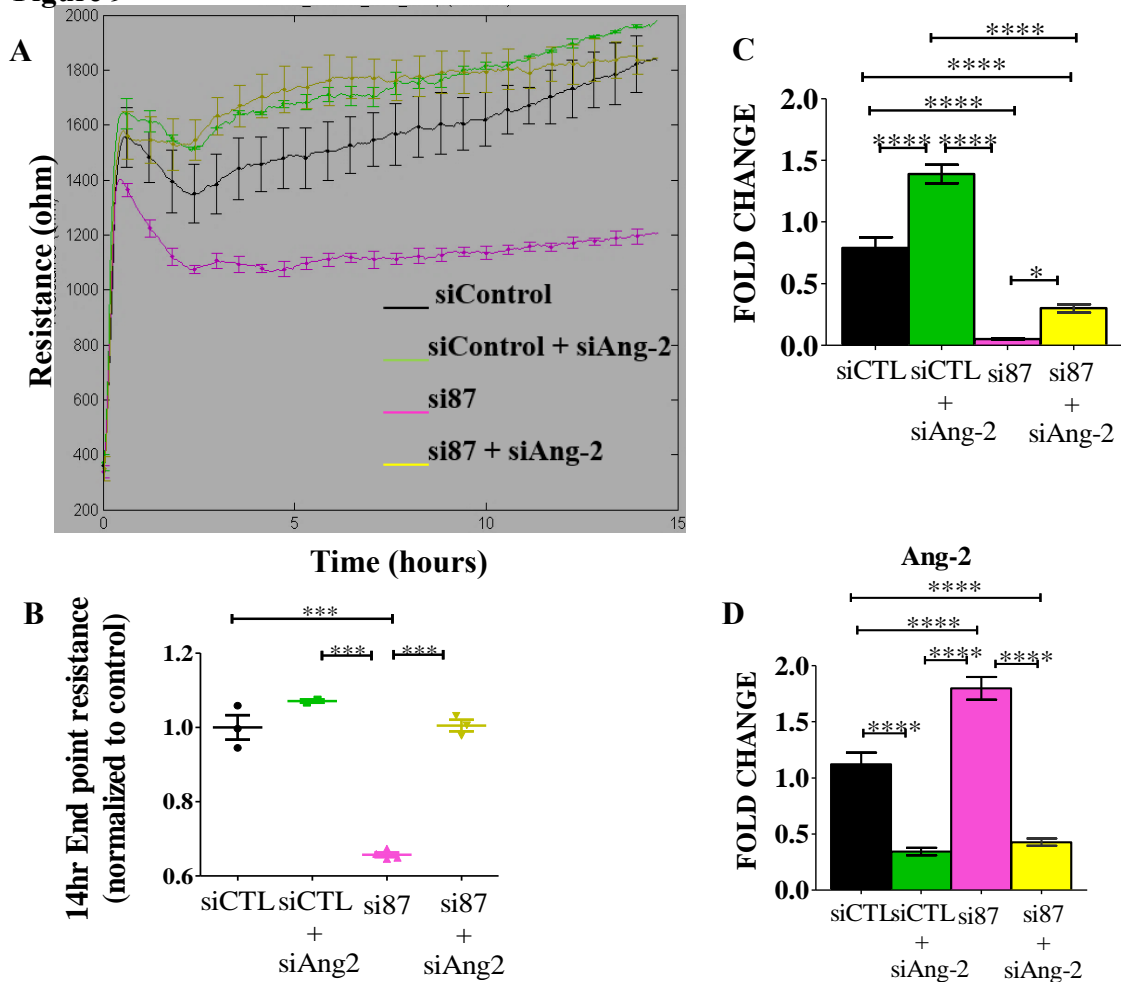 A
Resistance (ohm)
2000
1800
1600
1400
1200
1000
800
600
400
200
0
5
10
15
Time (hours)
siControl
siControl + siAng-2
si87
si87 + siAng-2
B
14hr End point resistance
(normalized to control)
1.2
1.0
0.8
0.6
***
***
***
siCTL
siCTL
+
siAng2
si87
si87
+
siAng2
C
FOLD CHANGE
2.0
1.5
1.0
0.5
0.0
****
****
****
****
****
*
siCTL
siCTL
+
siAng-2
si87
si87
+
siAng-2
Ang-2
D
FOLD CHANGE
2.0
1.5
1.0
0.5
0.0
****
****
****
****
****
siCTL
siCTL
+
siAng-2
si87
si87
+
siAng-2